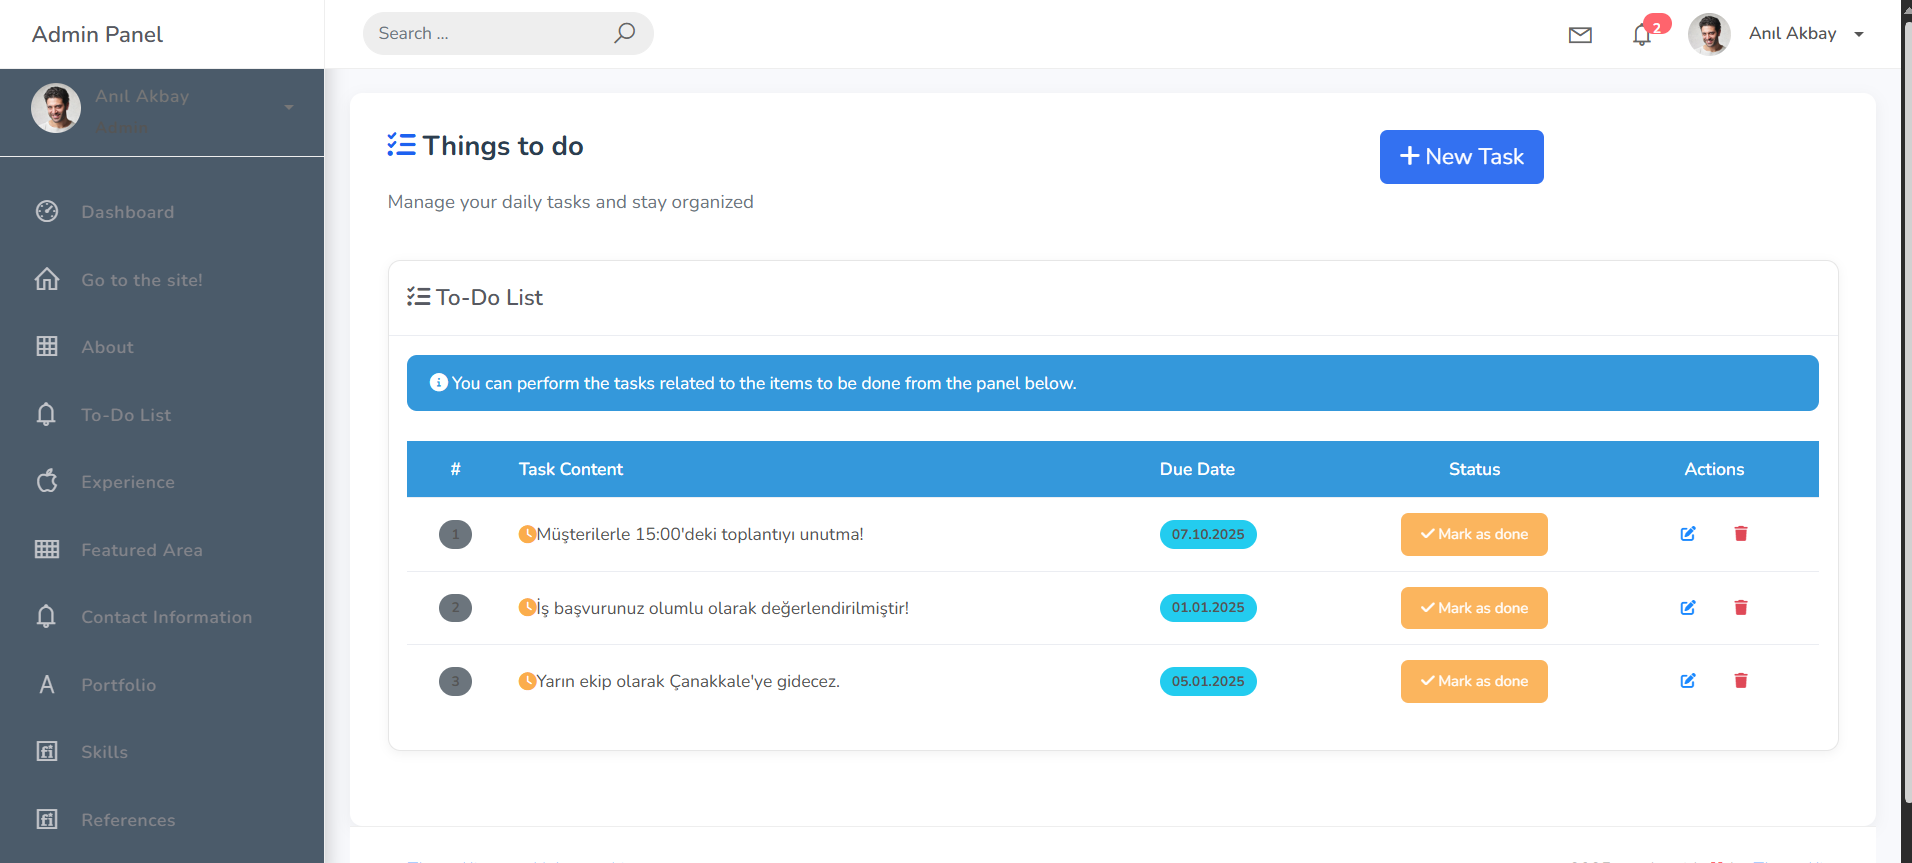 Admin Panel
Search ...
2
Anıl Akbay
Anıl Akbay
Admin
Dashboard
Go to the site!
About
To-Do List
Experience
Featured Area
Contact Information
Portfolio
Skills
References
Things to do
New Task
Manage your daily tasks and stay organized
To-Do List
You can perform the tasks related to the items to be done from the panel below.
# Task Content Due Date Status Actions
1 Müşterilerle 15:00'deki toplantıyı unutma! 07.10.2025 Mark as done
2 İş başvurunuz olumlu olarak değerlendirilmiştir! 01.01.2025 Mark as done
3 Yarın ekip olarak Çanakkale'ye gidecez. 05.01.2025 Mark as done